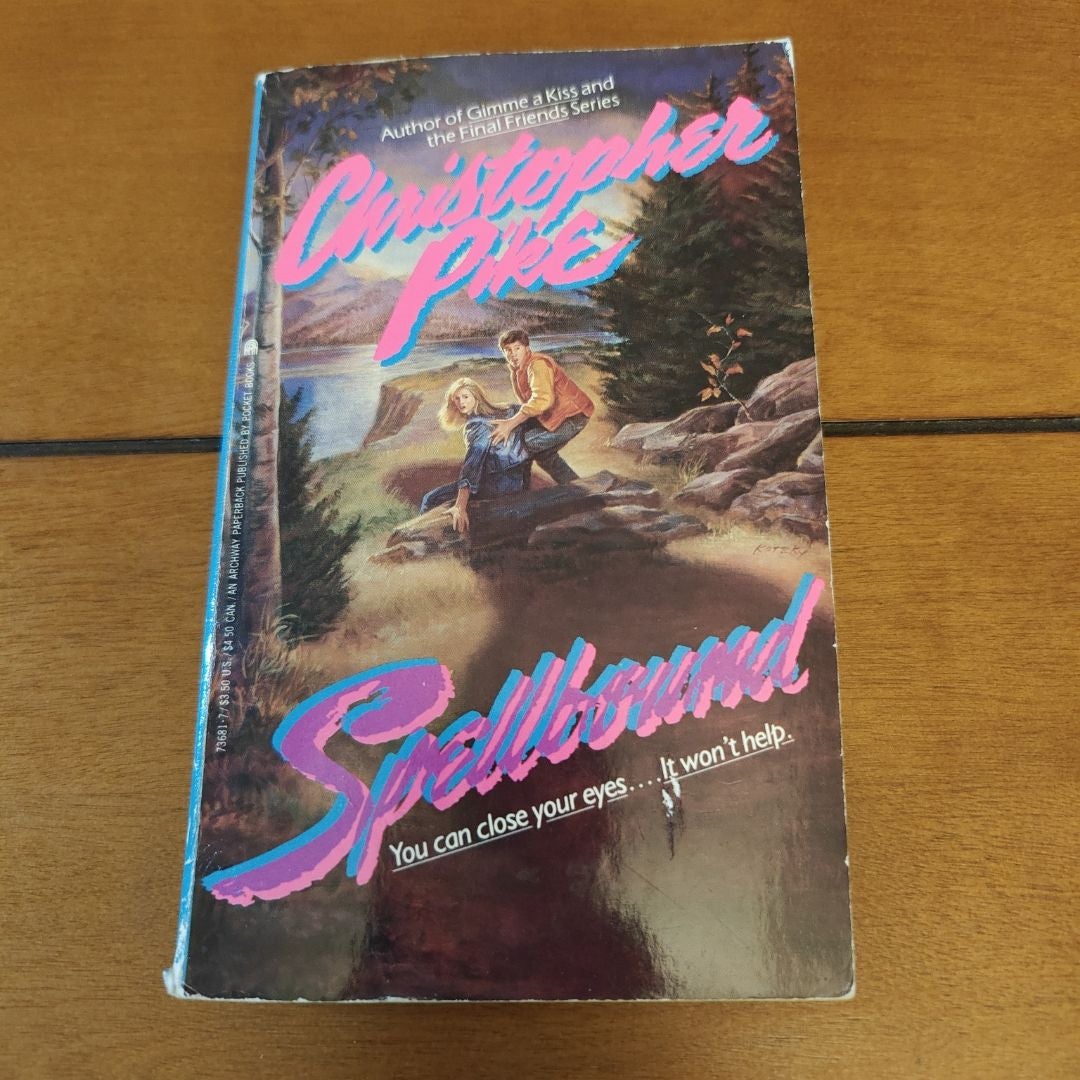 Author of Gimme a Kiss and
the Final Friends Series
Christopher
Pike
KOTZKY
Spellbound
You can close your eyes....It won't help.
73681-7/$3.50 U.S./$4.50 CAN./AN ARCHWAY PAPERBACK PUBLISHED BY POCKET BOOKS